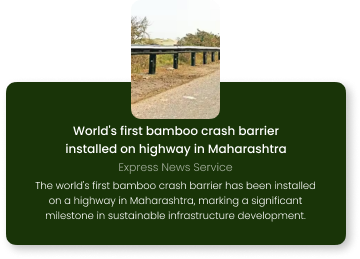 World's first bamboo crash barrier
installed on highway in Maharashtra
Express News Service
The world's first bamboo crash barrier has been installed
on a highway in Maharashtra, marking a significant
milestone in sustainable infrastructure development.